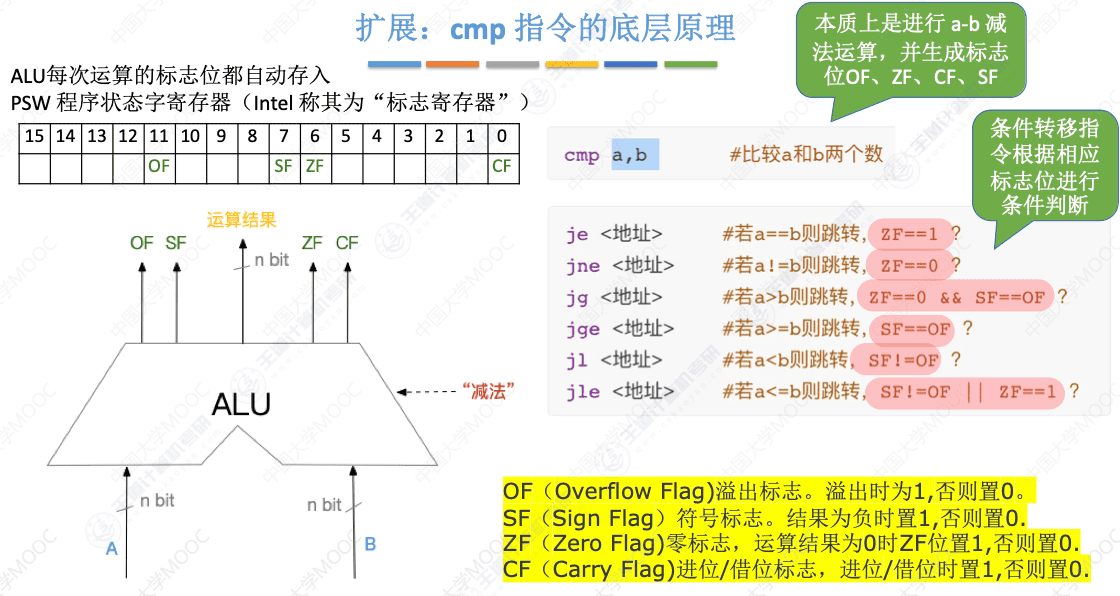 扩展：cmp 指令的底层原理
本质上是进行 a-b 减
法运算，并生成标志
位OF、ZF、CF、SF
ALU每次运算的标志位都自动存入
PSW 程序状态字寄存器（Intel 称其为“标志寄存器”）
15 14 13 12 11 10 9 8 7 6 5 4 3 2 1 0
OF SF ZF CF
cmp a,b #比较a和b两个数
条件转移指
令根据相应
标志位进行
条件判断
je <地址> #若a==b则跳转, ZF==1 ?
jne <地址> #若a!=b则跳转, ZF==0 ?
jg <地址> #若a>b则跳转, ZF==0 && SF==OF ?
jge <地址> #若a>=b则跳转, SF==OF ?
jl <地址> #若a<b则跳转, SF!=OF ?
jle <地址> #若a<=b则跳转, SF!=OF || ZF==1 ?
运算结果
OF SF ZF CF
n bit
“减法”
ALU
n bit n bit
A B
OF（Overflow Flag)溢出标志。溢出时为1,否则置0。
SF（Sign Flag）符号标志。结果为负时置1,否则置0.
ZF（Zero Flag)零标志，运算结果为0时ZF位置1,否则置0.
CF（Carry Flag)进位/借位标志，进位/借位时置1,否则置0.